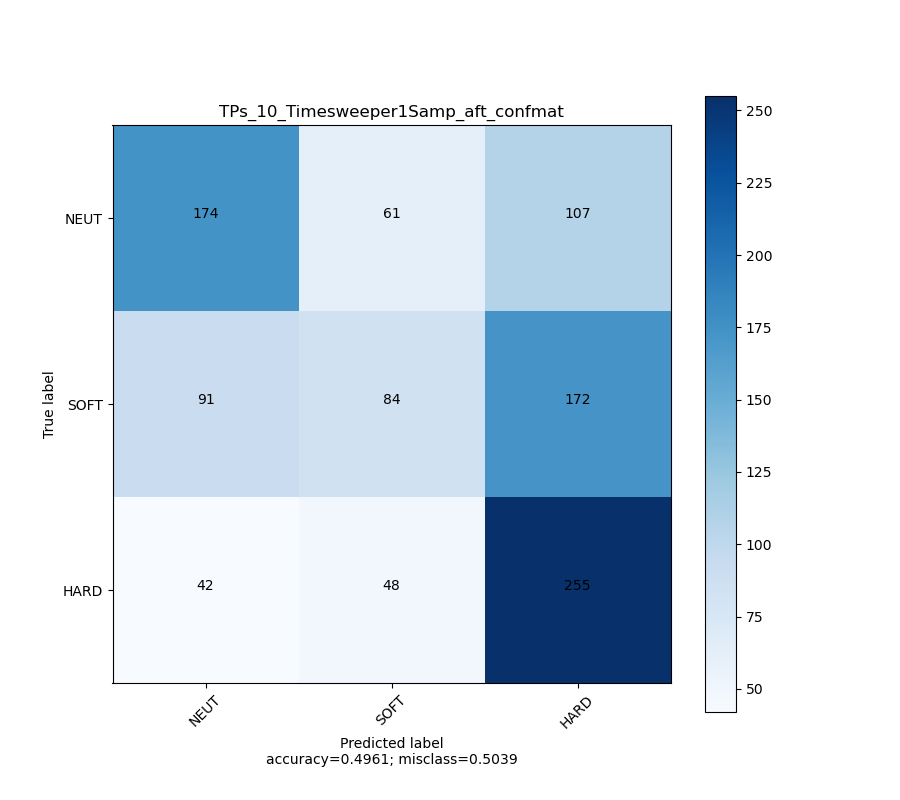 TPs_10_Timesweeper1Samp_aft_confmat
250
225
200
175
150
125
100
75
50
True label
NEUT
174 61 107
SOFT
91 84 172
HARD
42 48 255
NEUT SOFT HARD
Predicted label
accuracy=0.4961; misclass=0.5039